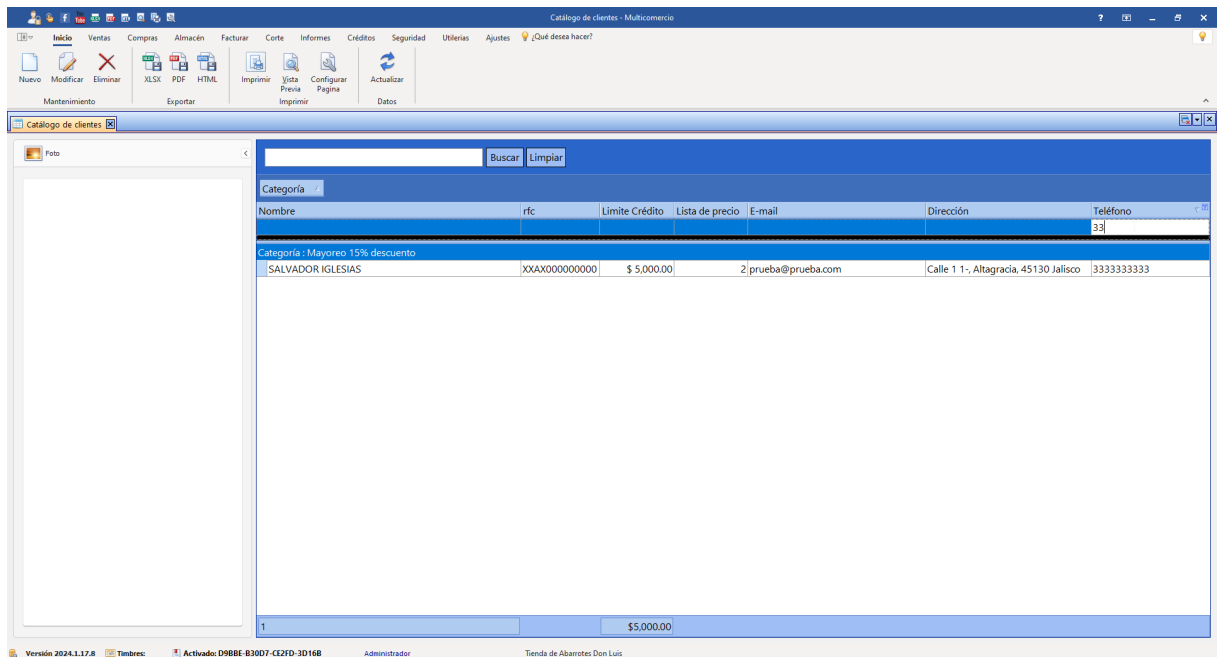 Catálogo de clientes - Multicomercio
Inicio Ventas Compras Almacén Facturar Corte Informes Créditos Seguridad Utilerias Ajustes ¿Qué desea hacer?
Nuevo Modificar Eliminar XLSX PDF HTML Imprimir Vista Previa Configurar Pagina Actualizar
Mantenimiento Exportar Imprimir Datos
Catálogo de clientes
Foto
Buscar Limpiar
Categoría
Nombre rfc Limite Crédito Lista de precio E-mail Dirección Teléfono
33
Categoría : Mayoreo 15% descuento
SALVADOR IGLESIAS XXAX000000000 $ 5,000.00 2 prueba@prueba.com Calle 1 1-, Altagracia, 45130 Jalisco 3333333333
1 $5,000.00
Versión 2024.1.17.8 Timbres: Activado: D9BBE-B30D7-CE2FD-3D16B Administrador Tienda de Abarrotes Don Luis